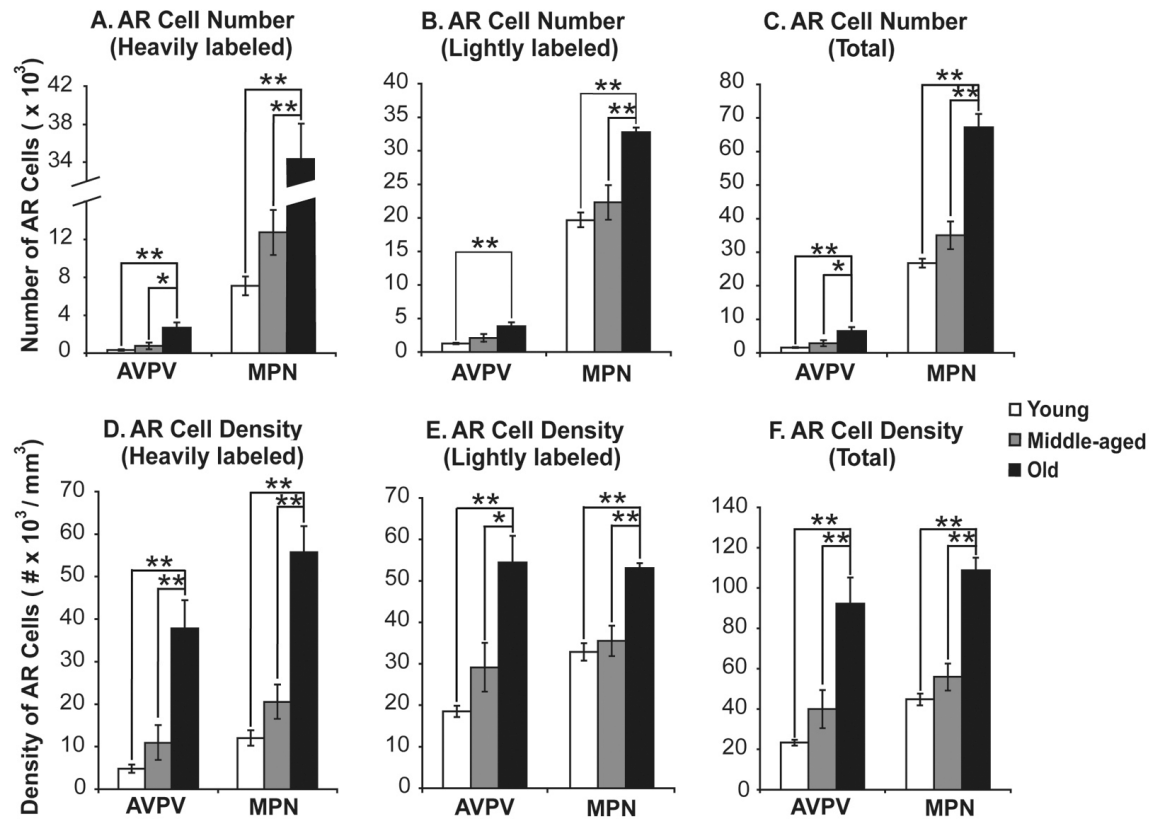 A. AR Cell Number
(Heavily labeled)
B. AR Cell Number
(Lightly labeled)
C. AR Cell Number
(Total)
Number of AR Cells ( x 10³)
42
38
34
12
8
4
0
**
*
**
**
AVPV
MPN
40
35
30
25
20
15
10
5
0
**
**
**
AVPV
MPN
80
70
60
50
40
30
20
10
0
**
*
**
**
AVPV
MPN
Young
Middle-aged
Old
D. AR Cell Density
(Heavily labeled)
E. AR Cell Density
(Lightly labeled)
F. AR Cell Density
(Total)
Density of AR Cells ( # x 10³ / mm³)
70
60
50
40
30
20
10
0
**
**
**
**
AVPV
MPN
70
60
50
40
30
20
10
0
**
*
**
**
AVPV
MPN
140
120
100
80
60
40
20
0
**
**
**
**
AVPV
MPN